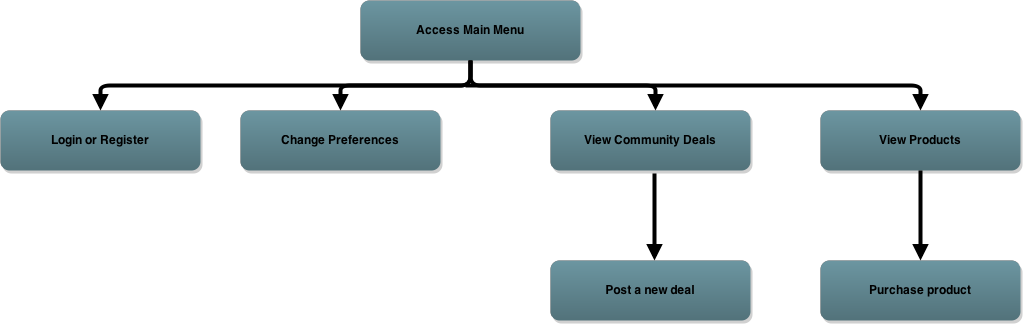 Access Main Menu
Login or Register
Change Preferences
View Community Deals
View Products
Post a new deal
Purchase product